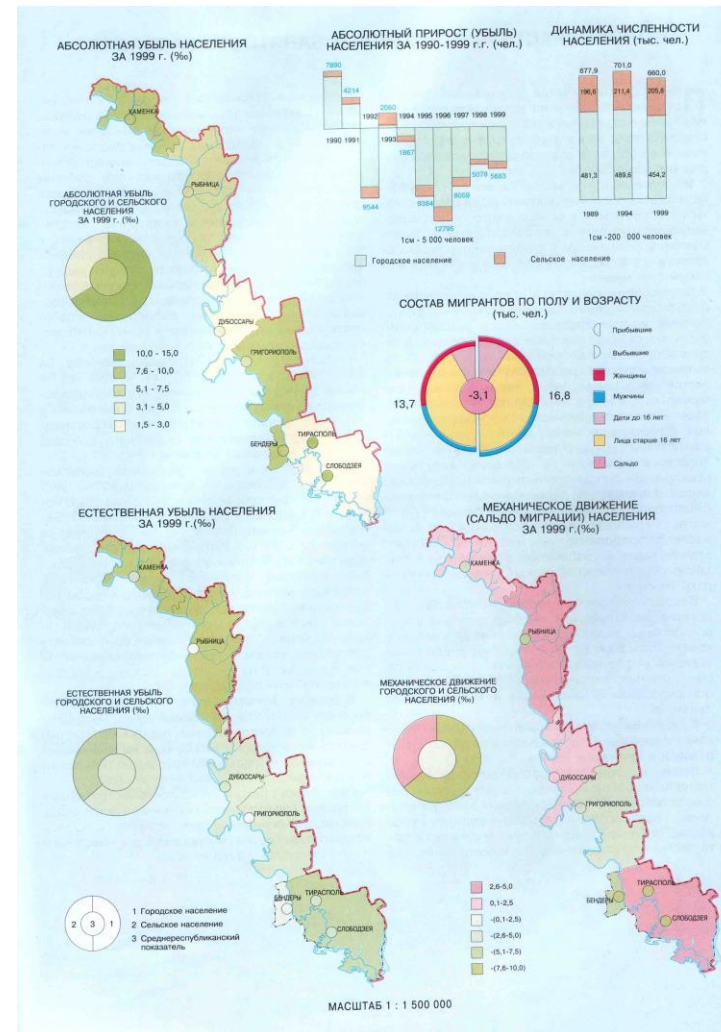 АБСОЛЮТНАЯ УБЫЛЬ НАСЕЛЕНИЯ
ЗА 1999 г. (‰)
КАМЕНКА
РЫБНИЦА
АБСОЛЮТНАЯ УБЫЛЬ
ГОРОДСКОГО И СЕЛЬСКОГО
НАСЕЛЕНИЯ
ЗА 1999 г. (‰)
ДУБОССАРЫ
ГРИГОРИОПОЛЬ
10,0 - 15,0
7,6 - 10,0
5,1 - 7,5
3,1 - 5,0
1,5 - 3,0
БЕНДЕРЫ
ТИРАСПОЛЬ
СЛОБОДЗЕЯ
АБСОЛЮТНЫЙ ПРИРОСТ (УБЫЛЬ)
НАСЕЛЕНИЯ ЗА 1990-1999 г.г. (чел.)
7890
4214
1992 2060 1994 1995 1996 1997 1998 1999
1990 1991 1993
1867
9544
9384
12795
8059
5078
5683
1см - 5 000 человек
Городское население
Сельское население
ДИНАМИКА ЧИСЛЕННОСТИ
НАСЕЛЕНИЯ (тыс. чел.)
677,9 701,0 660,0
196,6 211,4 205,8
481,3 489,6 454,2
1989 1994 1999
1см -200 000 человек
СОСТАВ МИГРАНТОВ ПО ПОЛУ И ВОЗРАСТУ
(тыс. чел.)
13,7
-3,1
16,8
Прибывшие
Выбывшие
Женщины
Мужчины
Дети до 16 лет
Лица старше 16 лет
Сальдо
ЕСТЕСТВЕННАЯ УБЫЛЬ НАСЕЛЕНИЯ
ЗА 1999 г.(‰)
КАМЕНКА
РЫБНИЦА
ЕСТЕСТВЕННАЯ УБЫЛЬ
ГОРОДСКОГО И СЕЛЬСКОГО
НАСЕЛЕНИЯ (‰)
ДУБОССАРЫ
ГРИГОРИОПОЛЬ
БЕНДЕРЫ
ТИРАСПОЛЬ
СЛОБОДЗЕЯ
2 3 1
1 Городское население
2 Сельское население
3 Среднереспубликанский
показатель
МЕХАНИЧЕСКОЕ ДВИЖЕНИЕ
(САЛЬДО МИГРАЦИИ) НАСЕЛЕНИЯ
ЗА 1999 г.(‰)
КАМЕНКА
РЫБНИЦА
МЕХАНИЧЕСКОЕ ДВИЖЕНИЕ
ГОРОДСКОГО И СЕЛЬСКОГО
НАСЕЛЕНИЯ (‰)
ДУБОССАРЫ
ГРИГОРИОПОЛЬ
ТИРАСПОЛЬ
БЕНДЕРЫ
СЛОБОДЗЕЯ
2,6-5,0
0,1-2,5
-(0,1-2,5)
-(2,6-5,0)
-(5,1-7,5)
-(7,6-10,0)
МАСШТАБ 1 : 1 500 000